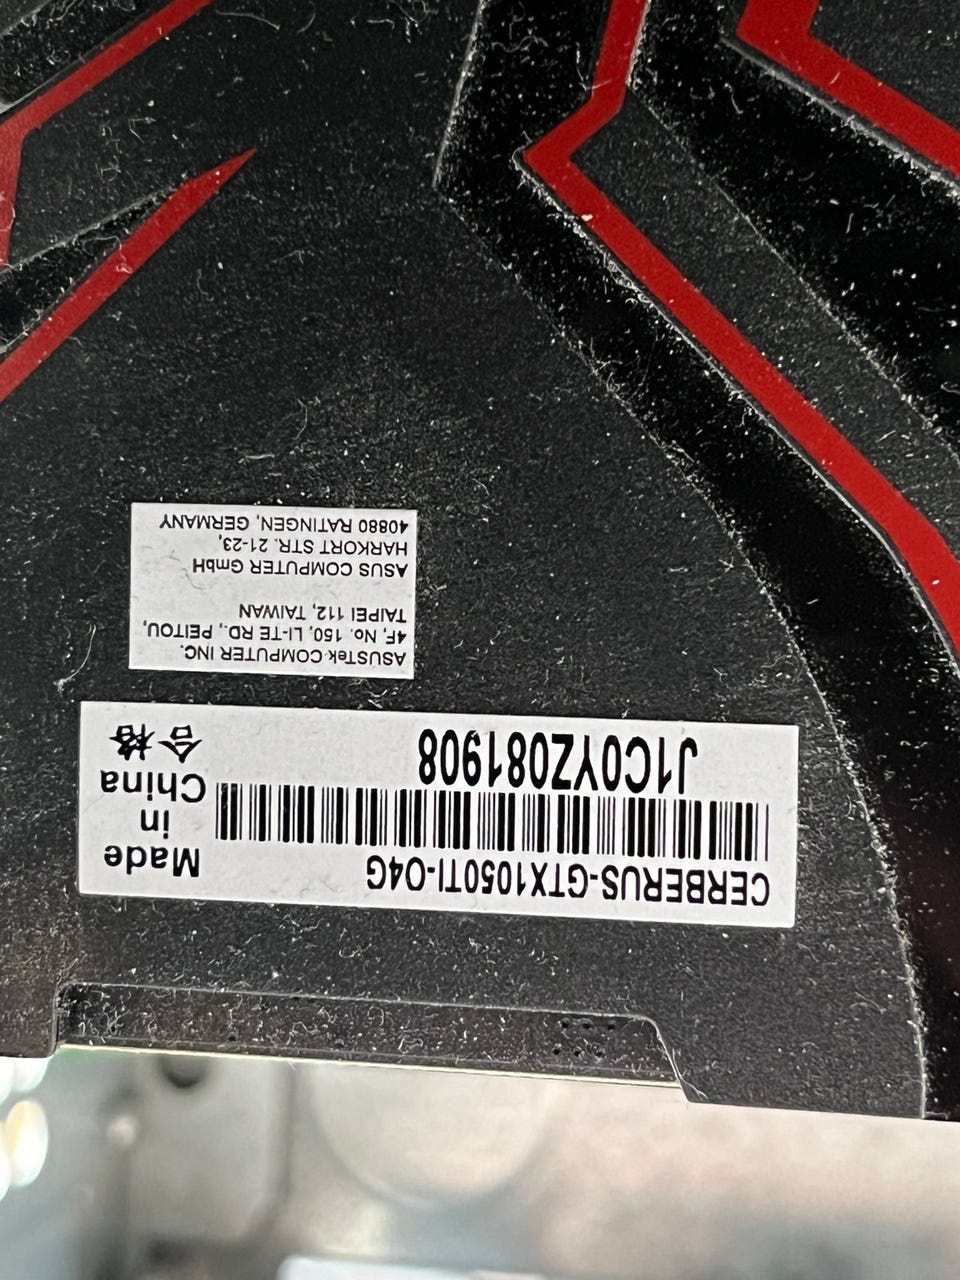 CERBERUS-GTX1050TI-O4G
J1C0YZ081908
Made
in
China
合格
ASUSTek COMPUTER INC.
4F, No. 150, LI-TE RD., PEITOU,
TAIPEI 112, TAIWAN
ASUS COMPUTER GmbH
HARKORT STR. 21-23,
40880 RATINGEN, GERMANY